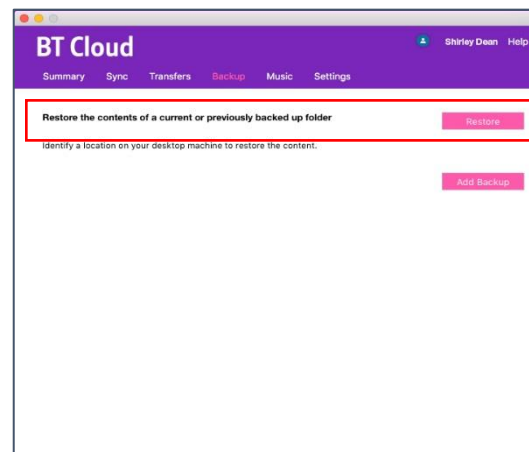 BT Cloud
Shirley Dean Help
Summary Sync Transfers Backup Music Settings
Restore the contents of a current or previously backed up folder Restore
Identify a location on your desktop machine to restore the content.
Add Backup